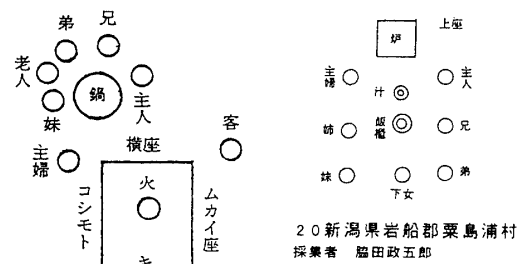 兄
弟
老人
鍋
主人
妹
客
主婦
横座
火
コシモト
ムカイ座
キ
上座
炉
主婦
主人
汁
飯櫃
姉
兄
妹
弟
下女
20新潟県岩船郡粟島浦村
採集者 脇田政五郎